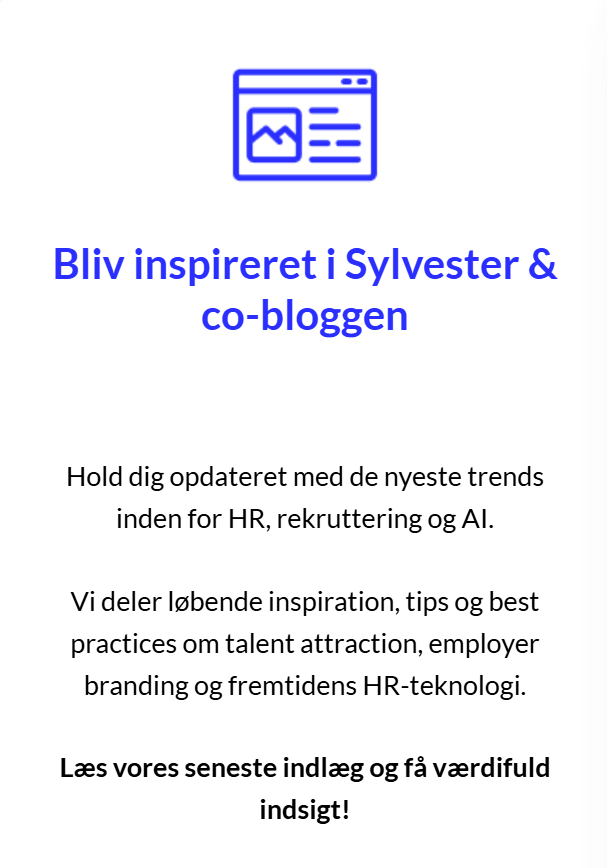 Bliv inspireret i Sylvester &
co-bloggen
Hold dig opdateret med de nyeste trends
inden for HR, rekruttering og AI.
Vi deler løbende inspiration, tips og best
practices om talent attraction, employer
branding og fremtidens HR-teknologi.
Læs vores seneste indlæg og få værdifuld
indsigt!